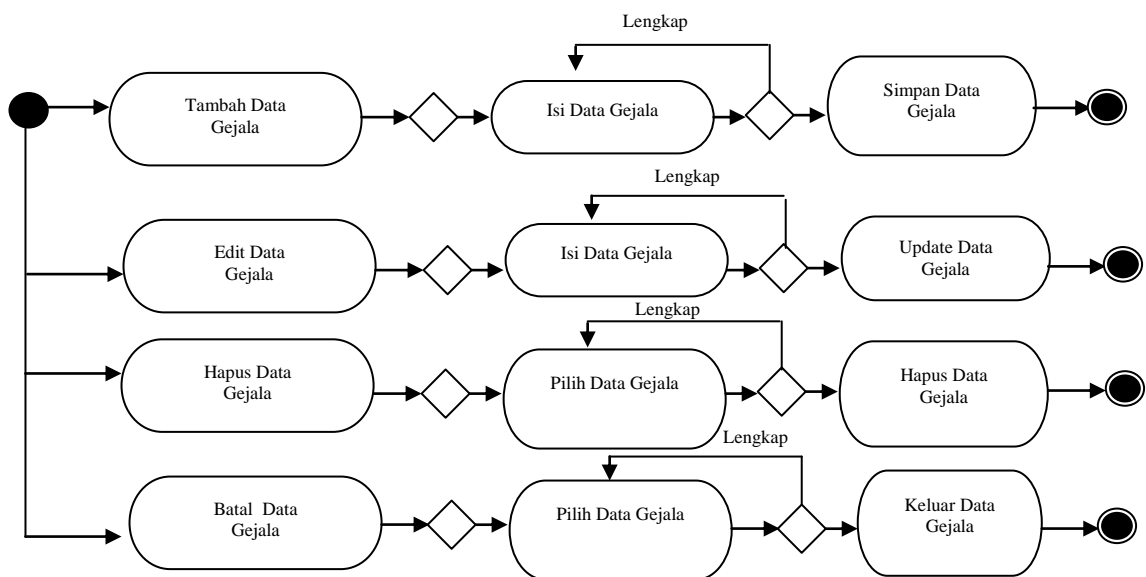 Lengkap
Tambah Data
Gejala
Isi Data Gejala
Simpan Data
Gejala
Lengkap
Edit Data
Gejala
Isi Data Gejala
Update Data
Gejala
Lengkap
Hapus Data
Gejala
Pilih Data Gejala
Hapus Data
Gejala
Lengkap
Batal Data
Gejala
Pilih Data Gejala
Keluar Data
Gejala